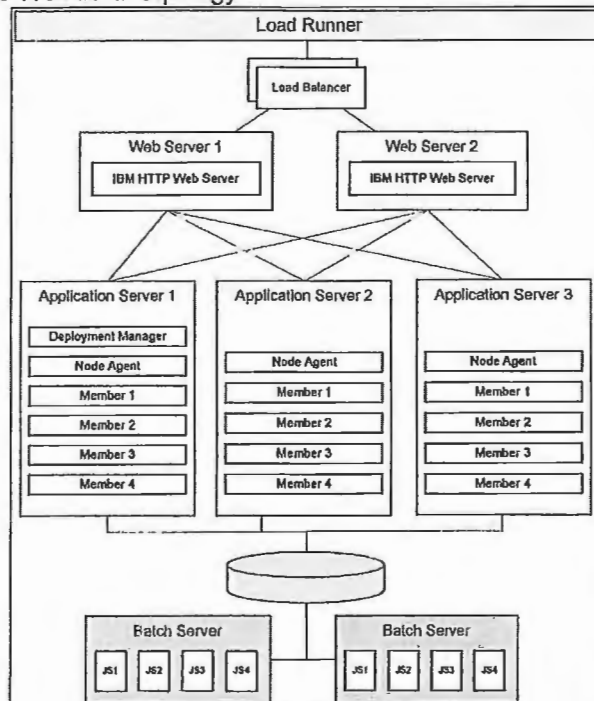 Load Runner
Load Balancer
Web Server 1
Web Server 2
IBM HTTP Web Server
IBM HTTP Web Server
Application Server 1
Application Server 2
Application Server 3
Deployment Manager
Node Agent
Node Agent
Node Agent
Member 1
Member 1
Member 1
Member 2
Member 2
Member 2
Member 3
Member 3
Member 3
Member 4
Member 4
Member 4
Batch Server
Batch Server
JS1 JS2 JS3 JS4
JS1 JS2 JS3 JS4